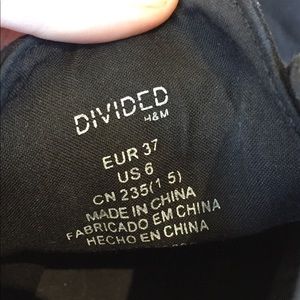 DIVIDED
H&M
EUR 37
US 6
CN 235(1 5)
MADE IN CHINA
FABRICADO EM CHINA
HECHO EN CHINA